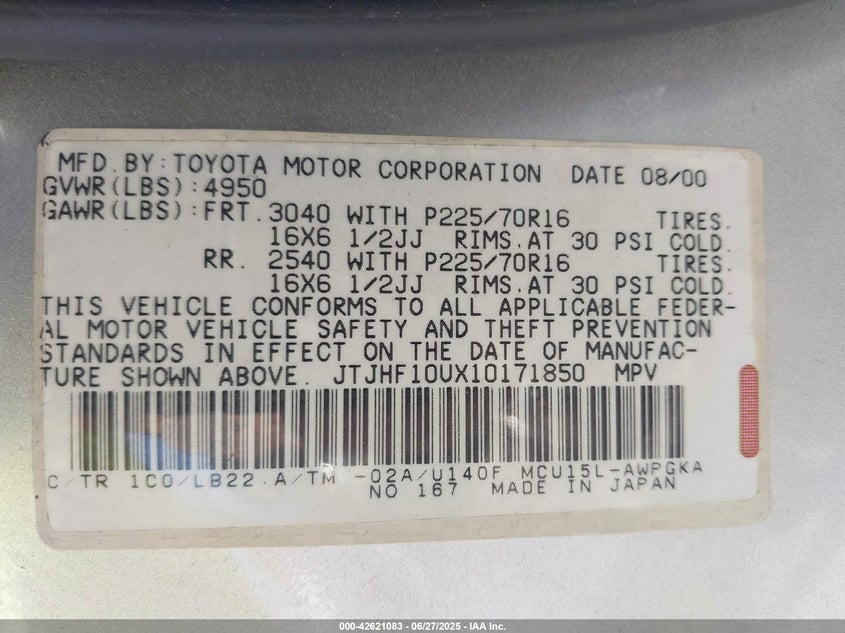 MFD. BY: TOYOTA MOTOR CORPORATION DATE 08/00
GVWR(LBS):4950
GAWR(LBS):FRT. 3040 WITH P225/70R16 TIRES.
16X6 1/2JJ RIMS.AT 30 PSI COLD.
RR. 2540 WITH P225/70R16 TIRES.
16X6 1/2JJ RIMS.AT 30 PSI COLD.
THIS VEHICLE CONFORMS TO ALL APPLICABLE FEDER-
AL MOTOR VEHICLE SAFETY AND THEFT PREVENTION
STANDARDS IN EFFECT ON THE DATE OF MANUFAC-
TURE SHOWN ABOVE. JTJHF10UX10171850 MPV
C/TR 1C0/LB22 A/TM -02A/U140F MCU15L-AWPGKA
NO 167 MADE IN JAPAN
000-42621083 - 06/27/2025 - IAA Inc.